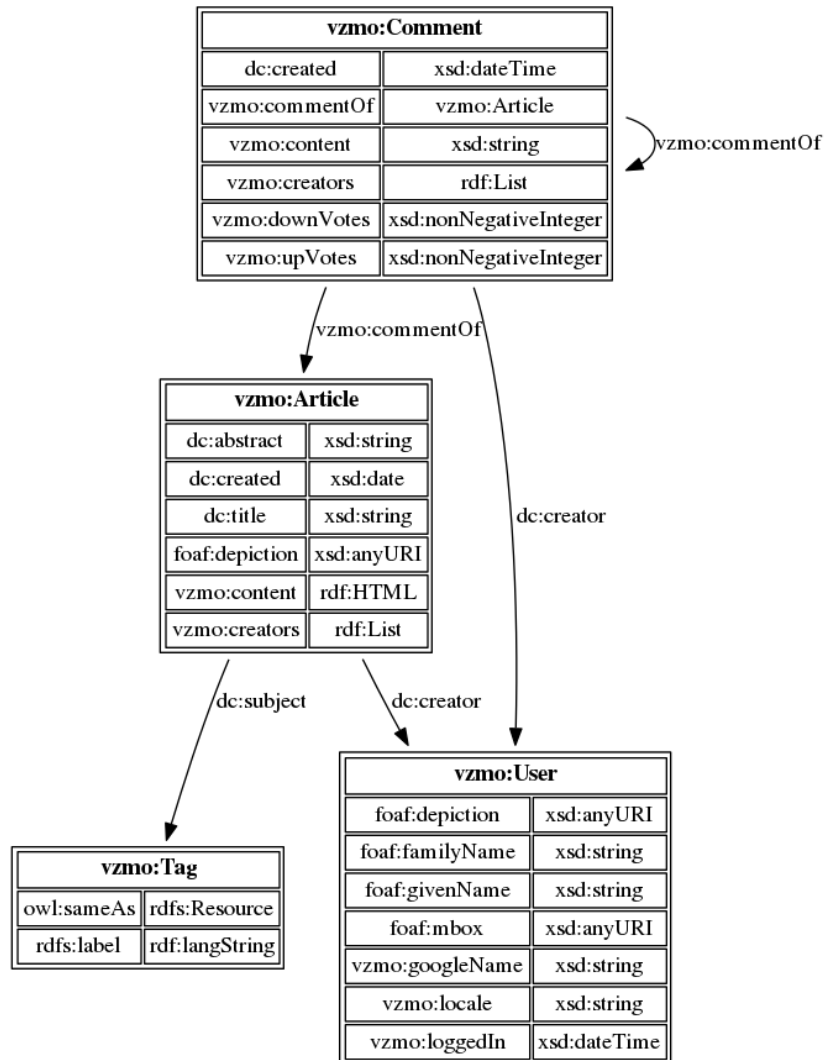 vzmo:Comment
dc:created xsd:dateTime
vzmo:commentOf vzmo:Article
vzmo:content xsd:string
vzmo:creators rdf:List
vzmo:downVotes xsd:nonNegativeInteger
vzmo:upVotes xsd:nonNegativeInteger
vzmo:commentOf
vzmo:commentOf
vzmo:Article
dc:abstract xsd:string
dc:created xsd:date
dc:title xsd:string
foaf:depiction xsd:anyURI
vzmo:content rdf:HTML
vzmo:creators rdf:List
dc:creator
dc:subject
dc:creator
vzmo:User
foaf:depiction xsd:anyURI
foaf:familyName xsd:string
foaf:givenName xsd:string
foaf:mbox xsd:anyURI
vzmo:googleName xsd:string
vzmo:locale xsd:string
vzmo:loggedIn xsd:dateTime
vzmo:Tag
owl:sameAs rdfs:Resource
rdfs:label rdf:langString